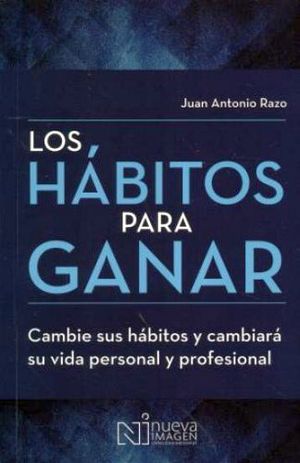 Juan Antonio Razo
LOS
HÁBITOS
PARA
GANAR
Cambie sus hábitos y cambiará
su vida personal y profesional
nueva
IMAGEN